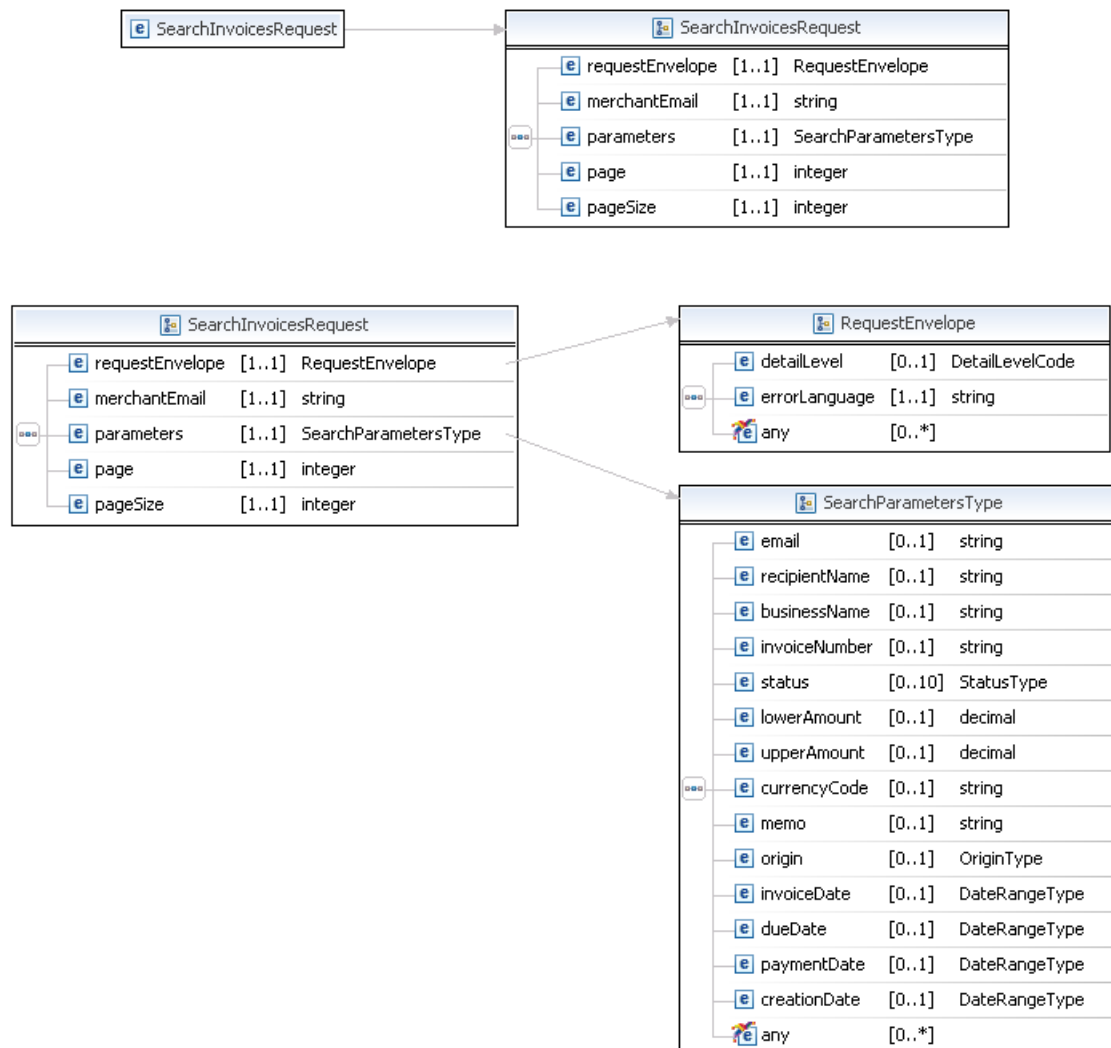 SearchInvoicesRequest
SearchInvoicesRequest
requestEnvelope [1..1] RequestEnvelope
merchantEmail [1..1] string
parameters [1..1] SearchParametersType
page [1..1] integer
pageSize [1..1] integer
SearchInvoicesRequest
requestEnvelope [1..1] RequestEnvelope
merchantEmail [1..1] string
parameters [1..1] SearchParametersType
page [1..1] integer
pageSize [1..1] integer
RequestEnvelope
detailLevel [0..1] DetailLevelCode
errorLanguage [1..1] string
any [0..*]
SearchParametersType
email [0..1] string
recipientName [0..1] string
businessName [0..1] string
invoiceNumber [0..1] string
status [0..10] StatusType
lowerAmount [0..1] decimal
upperAmount [0..1] decimal
currencyCode [0..1] string
memo [0..1] string
origin [0..1] OriginType
invoiceDate [0..1] DateRangeType
dueDate [0..1] DateRangeType
paymentDate [0..1] DateRangeType
creationDate [0..1] DateRangeType
any [0..*]